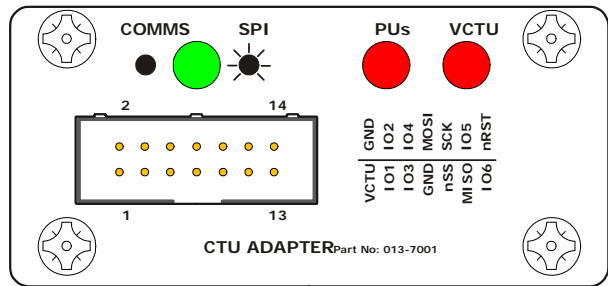 COMMS SPI PUs VCTU
2 14
GND IO2 IO4 MOSI SCK IO5 nRST
VCTU IO1 IO3 GND nSS MISO IO6
1 13
CTU ADAPTER Part No: 013-7001